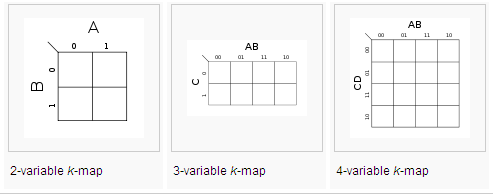 A
0 1
B
0
1
2-variable k-map
AB
00 01 11 10
C
0
1
3-variable k-map
AB
00 01 11 10
CD
00
01
11
10
4-variable k-map